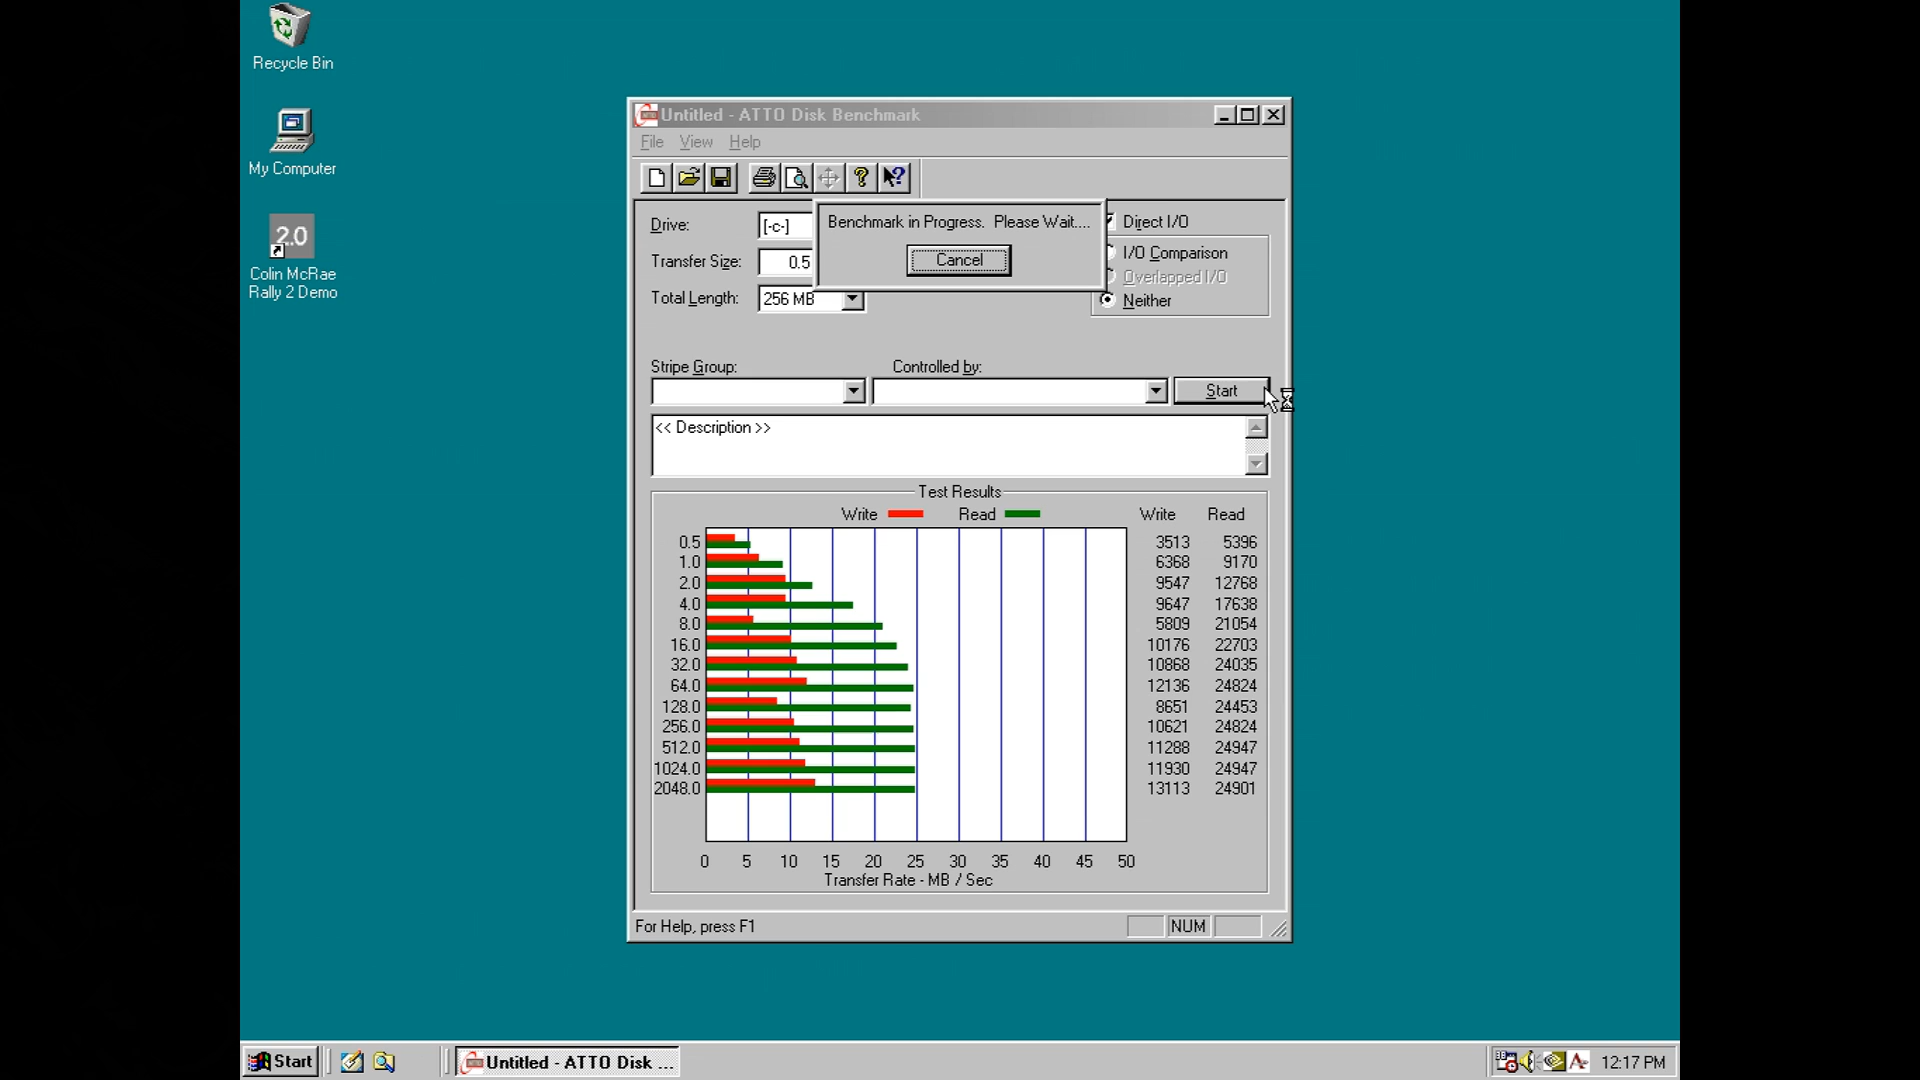 Recycle Bin
My Computer
2.0
Colin McRae
Rally 2 Demo
Untitled - ATTO Disk Benchmark
File View Help
Drive: [-c-]
Transfer Size: 0.5
Total Length: 256 MB
Benchmark in Progress. Please Wait....
Cancel
Direct I/O
I/O Comparison
Overlapped I/O
Neither
Stripe Group: Controlled by:
Start
<< Description >>
Test Results
Write Read Write Read
0.5 3513 5396
1.0 6368 9170
2.0 9547 12768
4.0 9647 17638
8.0 5809 21054
16.0 10176 22703
32.0 10868 24035
64.0 12136 24824
128.0 8651 24453
256.0 10621 24824
512.0 11288 24947
1024.0 11930 24947
2048.0 13113 24901
0 5 10 15 20 25 30 35 40 45 50
Transfer Rate - MB / Sec
For Help, press F1 NUM
Start Untitled - ATTO Disk ... 12:17 PM